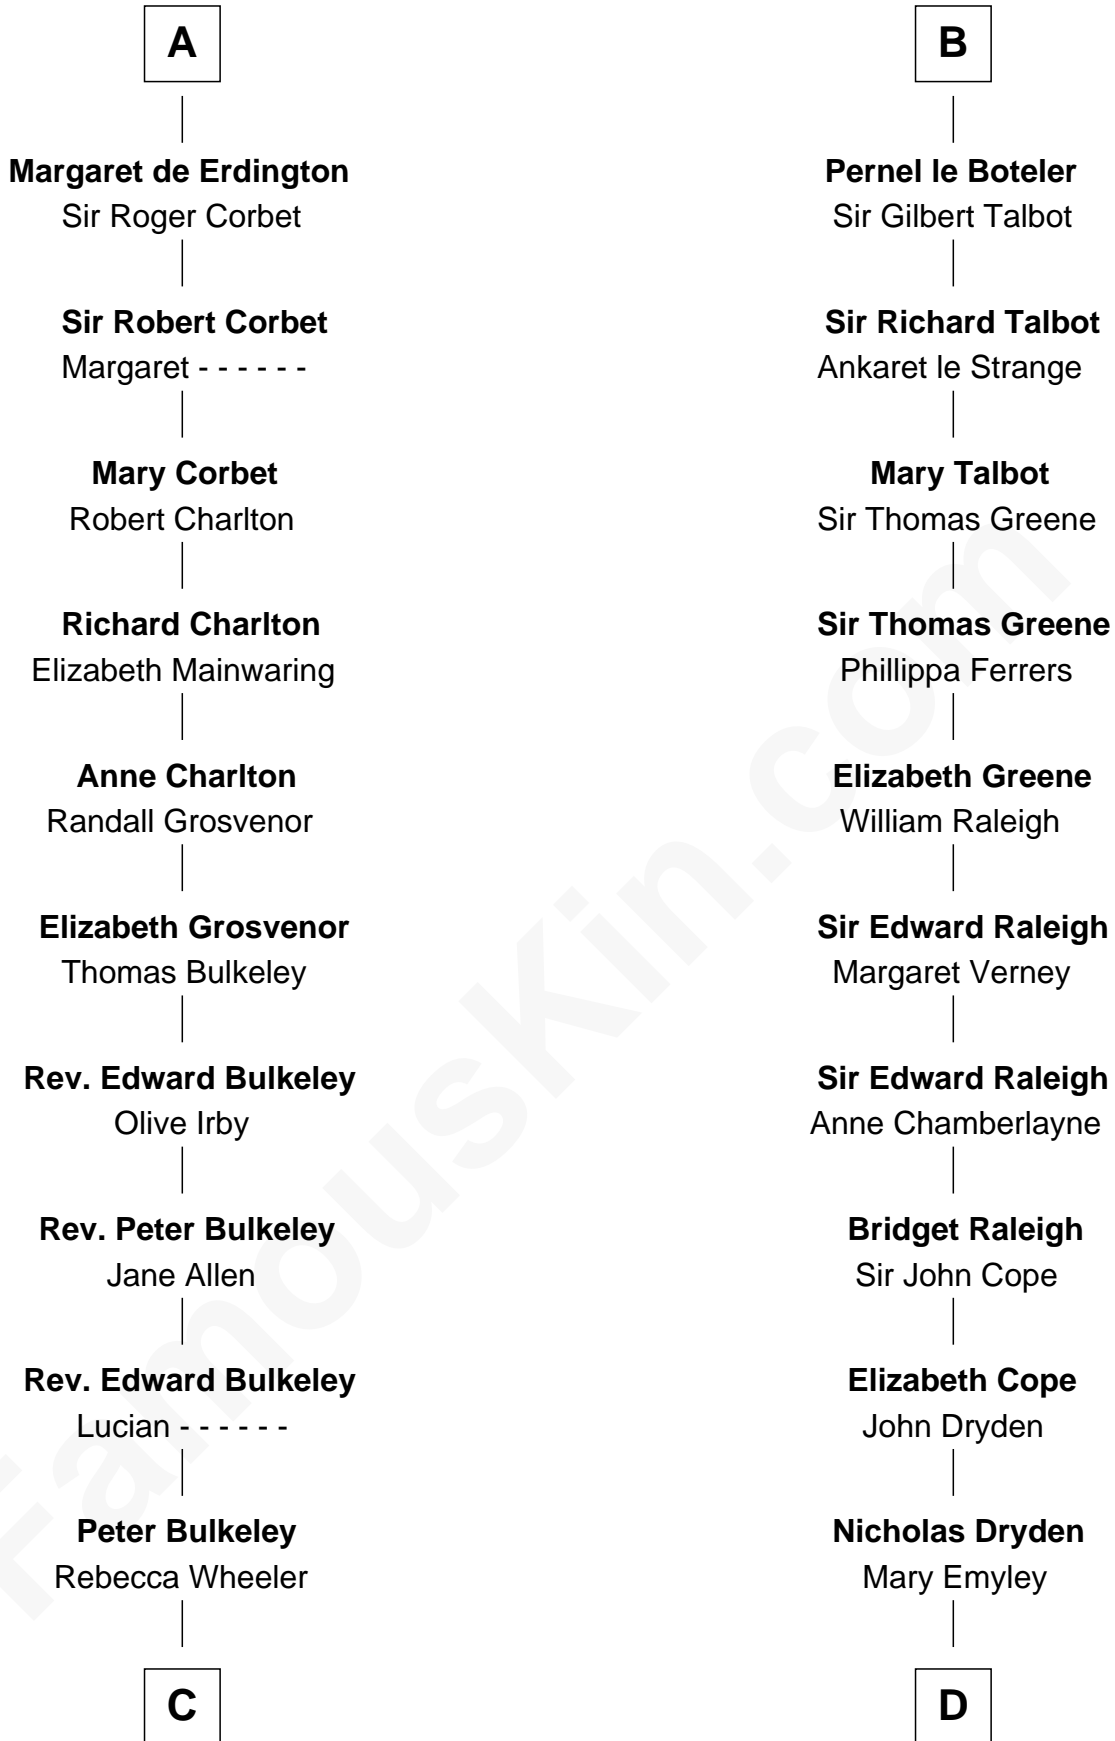 A
Margaret de Erdington
Sir Roger Corbet
Sir Robert Corbet
Margaret - - - - - -
Mary Corbet
Robert Charlton
Richard Charlton
Elizabeth Mainwaring
Anne Charlton
Randall Grosvenor
Elizabeth Grosvenor
Thomas Bulkeley
Rev. Edward Bulkeley
Olive Irby
Rev. Peter Bulkeley
Jane Allen
Rev. Edward Bulkeley
Lucian - - - - - -
Peter Bulkeley
Rebecca Wheeler
C
B
Pernel le Boteler
Sir Gilbert Talbot
Sir Richard Talbot
Ankaret le Strange
Mary Talbot
Sir Thomas Greene
Sir Thomas Greene
Phillippa Ferrers
Elizabeth Greene
William Raleigh
Sir Edward Raleigh
Margaret Verney
Sir Edward Raleigh
Anne Chamberlayne
Bridget Raleigh
Sir John Cope
Elizabeth Cope
John Dryden
Nicholas Dryden
Mary Emyley
D
FamousKin.com